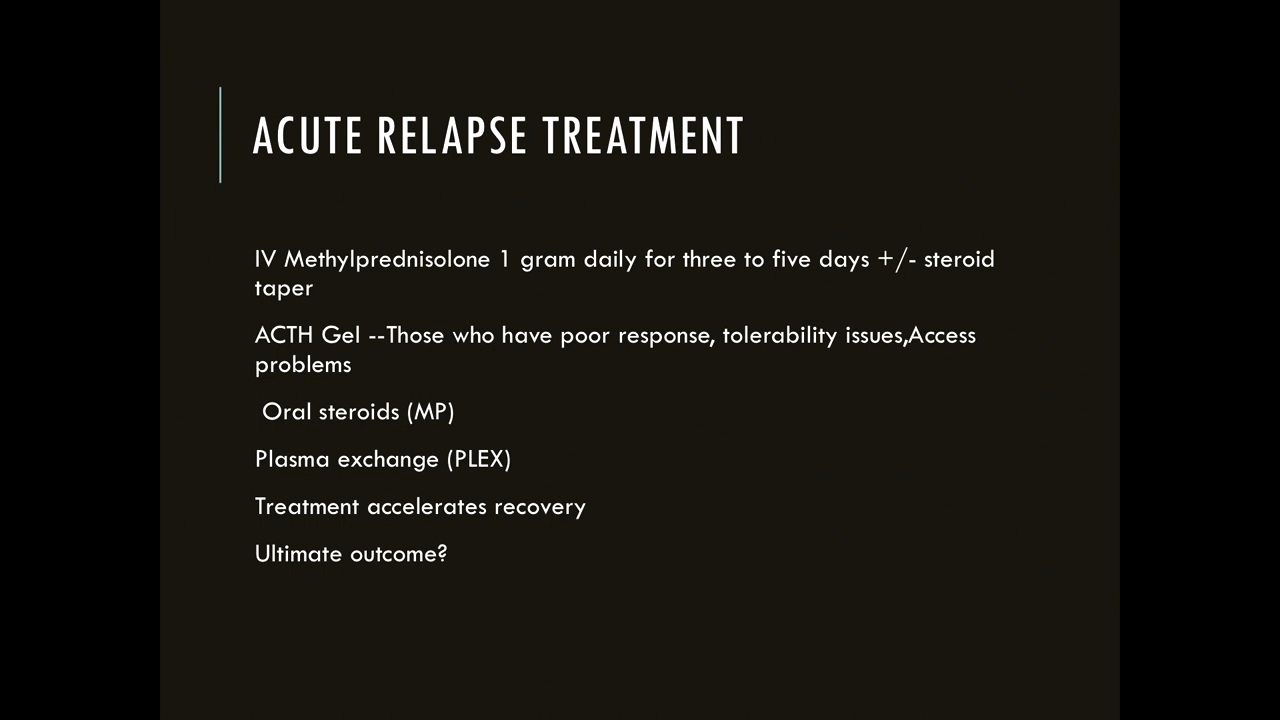 ACUTE RELAPSE TREATMENT
IV Methylprednisolone 1 gram daily for three to five days +/- steroid
taper
ACTH Gel --Those who have poor response, tolerability issues,Access
problems
Oral steroids (MP)
Plasma exchange (PLEX)
Treatment accelerates recovery
Ultimate outcome?